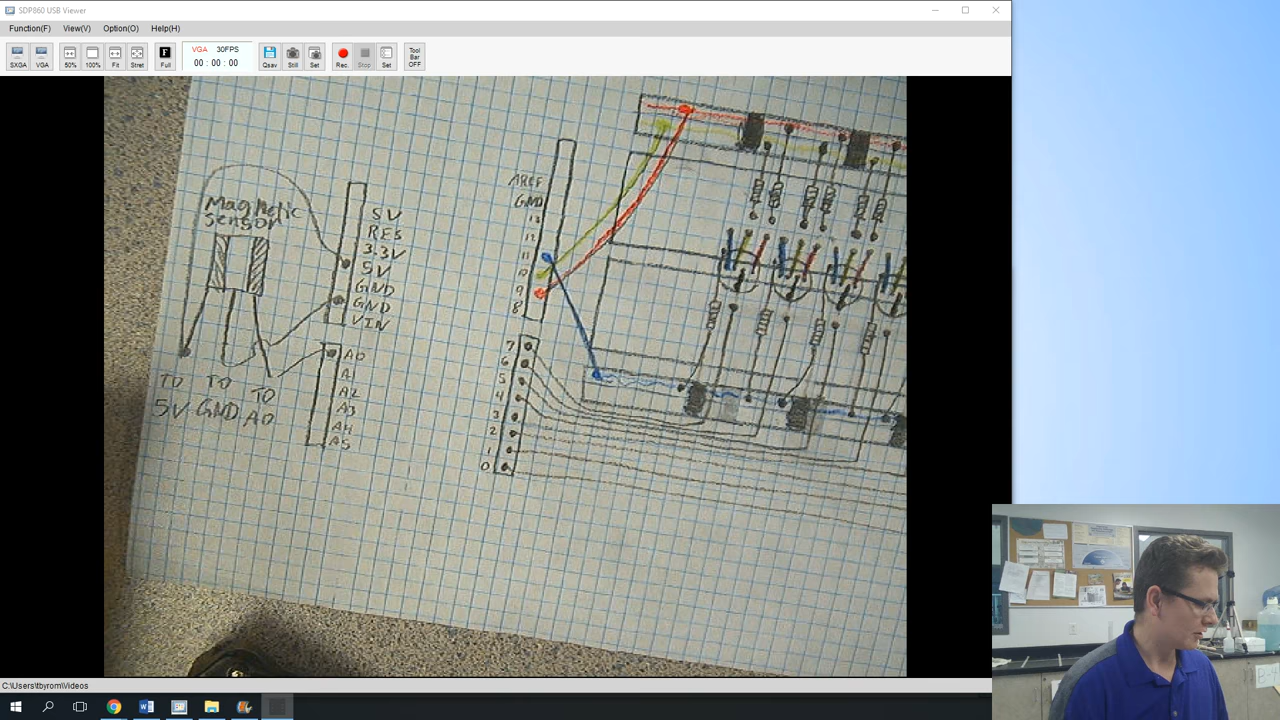 SDP860 USB Viewer
Function(F) View(V) Option(O) Help(H)
VGA 30FPS
00 : 00 : 00
SXGA VGA 50% 100% Fit Stret Full Qsav Still Set Rec. Stop Set Tool Bar OFF
F
Magnetic
Sensor
TO TO TO
5V GND A0
5V
RES
3.3V
5V
GND
GND
VIN
A0
A1
A2
A3
A4
A5
AREF
GND
13
12
11
10
9
8
7
6
5
4
3
2
1
0
C:\Users\tbyrom\Videos